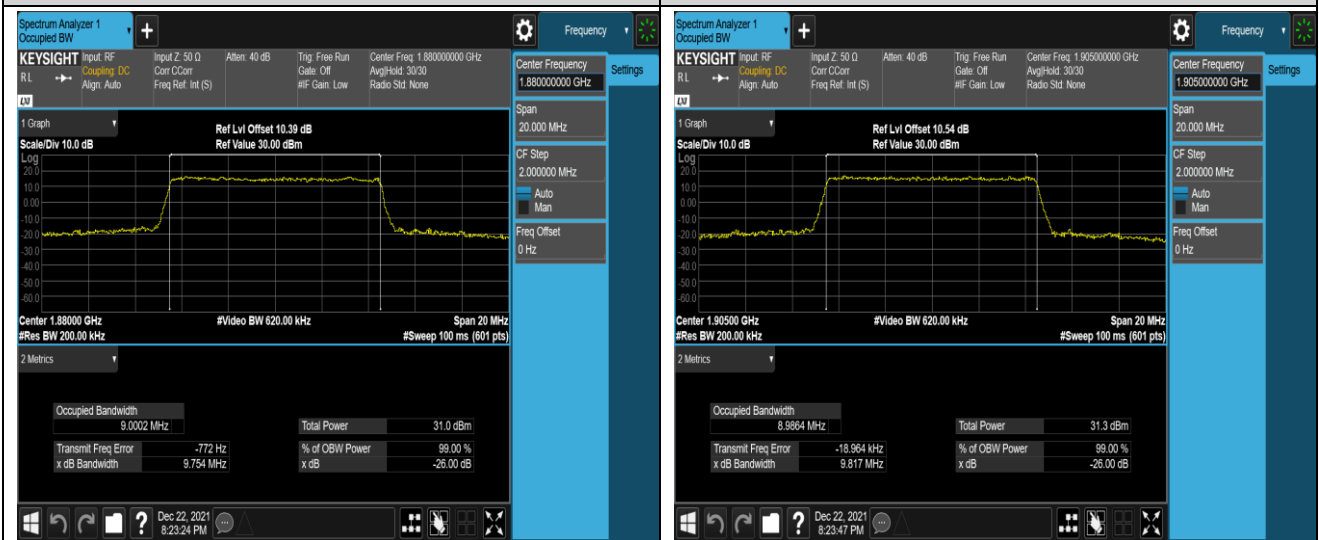 Spectrum Analyzer 1
Occupied BW
+
Frequency
KEYSIGHT
Input: RF
Input Z: 50 Ω
Atten: 40 dB
Trig: Free Run
Center Freq: 1.880000000 GHz
RL
Coupling: DC
Corr CCorr
Gate: Off
Avg|Hold: 30/30
Align: Auto
Freq Ref: Int (S)
#IF Gain: Low
Radio Std: None
LXI
Center Frequency
1.880000000 GHz
Settings
Span
20.000 MHz
CF Step
2.000000 MHz
Auto
Man
Freq Offset
0 Hz
1 Graph
Ref Lvl Offset 10.39 dB
Scale/Div 10.0 dB
Ref Value 30.00 dBm
Log
20.0
10.0
0.00
-10.0
-20.0
-30.0
-40.0
-50.0
-60.0
Center 1.88000 GHz
#Video BW 620.00 kHz
Span 20 MHz
#Res BW 200.00 kHz
#Sweep 100 ms (601 pts)
2 Metrics
Occupied Bandwidth
9.0002 MHz
Total Power 31.0 dBm
Transmit Freq Error -772 Hz
% of OBW Power 99.00 %
x dB Bandwidth 9.754 MHz
x dB -26.00 dB
?
Dec 22, 2021
8:23:24 PM
Spectrum Analyzer 1
Occupied BW
+
Frequency
KEYSIGHT
Input: RF
Input Z: 50 Ω
Atten: 40 dB
Trig: Free Run
Center Freq: 1.905000000 GHz
RL
Coupling: DC
Corr CCorr
Gate: Off
Avg|Hold: 30/30
Align: Auto
Freq Ref: Int (S)
#IF Gain: Low
Radio Std: None
LXI
Center Frequency
1.905000000 GHz
Settings
Span
20.000 MHz
CF Step
2.000000 MHz
Auto
Man
Freq Offset
0 Hz
1 Graph
Ref Lvl Offset 10.54 dB
Scale/Div 10.0 dB
Ref Value 30.00 dBm
Log
20.0
10.0
0.00
-10.0
-20.0
-30.0
-40.0
-50.0
-60.0
Center 1.90500 GHz
#Video BW 620.00 kHz
Span 20 MHz
#Res BW 200.00 kHz
#Sweep 100 ms (601 pts)
2 Metrics
Occupied Bandwidth
8.9864 MHz
Total Power 31.3 dBm
Transmit Freq Error -18.964 kHz
% of OBW Power 99.00 %
x dB Bandwidth 9.817 MHz
x dB -26.00 dB
?
Dec 22, 2021
8:23:47 PM